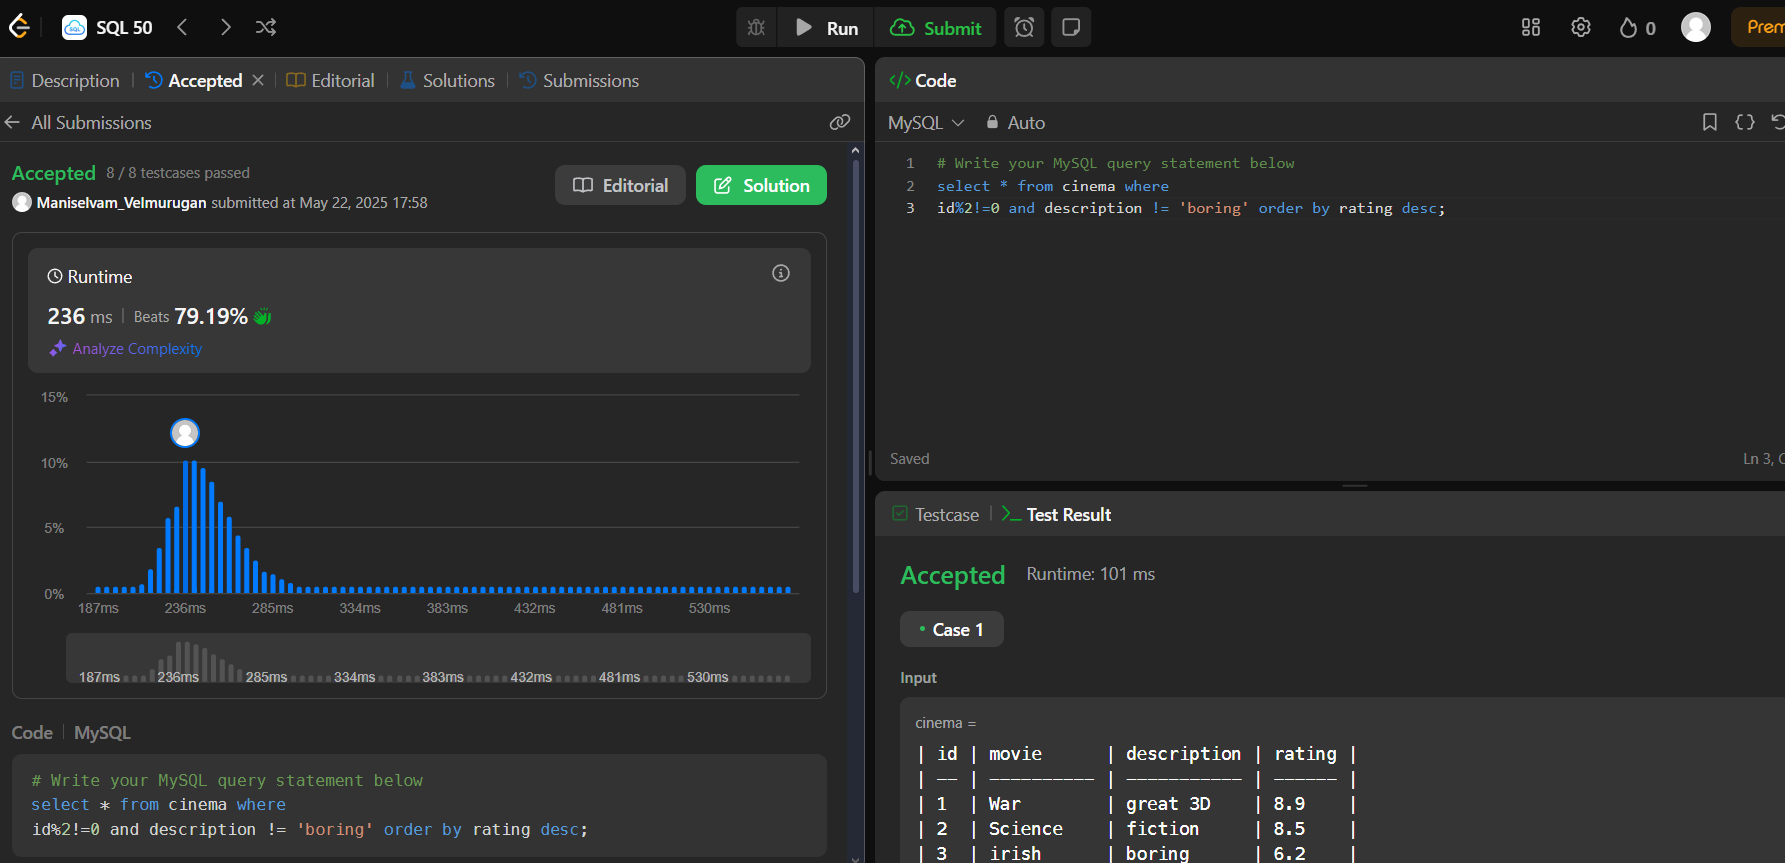 SQL 50
Run
Submit
0
Description
Accepted
Editorial
Solutions
Submissions
All Submissions
Accepted 8 / 8 testcases passed
Maniselvam_Velmurugan submitted at May 22, 2025 17:58
Editorial
Solution
Runtime
236 ms | Beats 79.19%
Analyze Complexity
15%
10%
5%
0%
187ms 236ms 285ms 334ms 383ms 432ms 481ms 530ms
187ms 236ms 285ms 334ms 383ms 432ms 481ms 530ms
Code | MySQL
# Write your MySQL query statement below
select * from cinema where
id%2!=0 and description != 'boring' order by rating desc;
</> Code
MySQL Auto
1 # Write your MySQL query statement below
2 select * from cinema where
3 id%2!=0 and description != 'boring' order by rating desc;
Saved
Ln 3,
Testcase
Test Result
Accepted Runtime: 101 ms
Case 1
Input
cinema =
| id | movie | description | rating |
| -- | ---------- | ----------- | ------ |
| 1 | War | great 3D | 8.9 |
| 2 | Science | fiction | 8.5 |
| 3 | irish | boring | 6.2 |